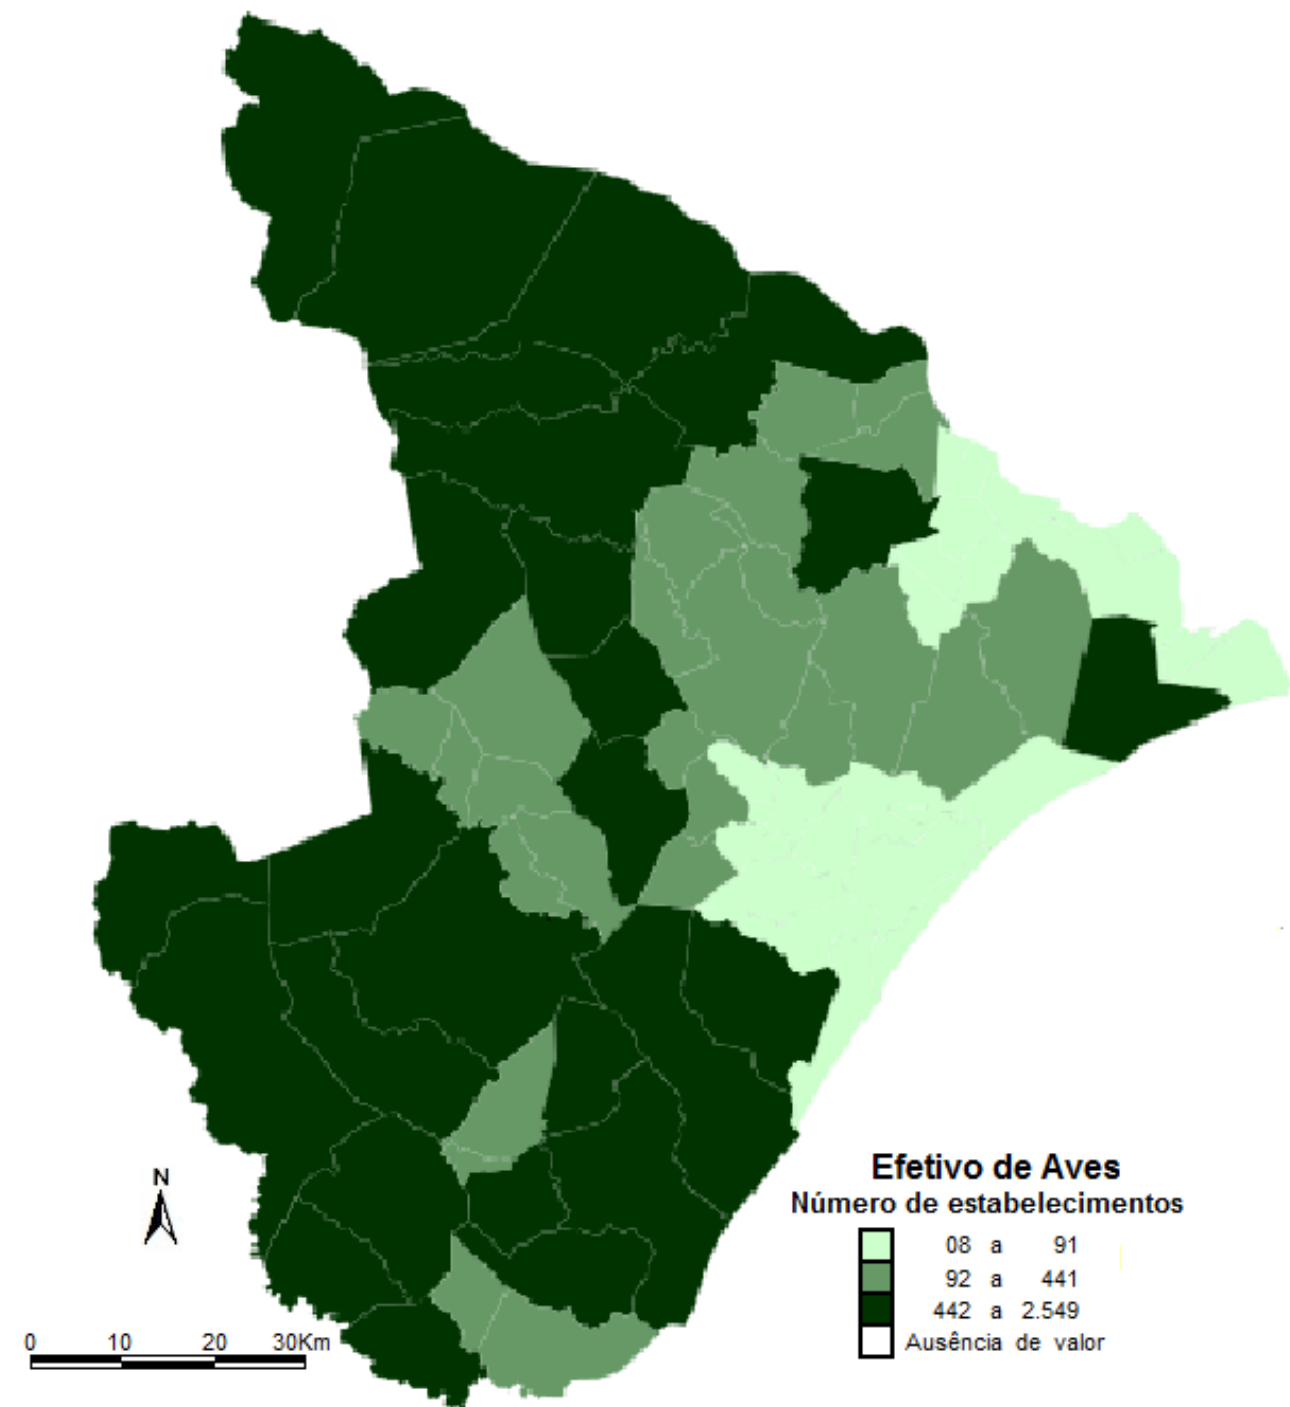 N
Efetivo de Aves
Número de estabelecimentos
08 a 91
92 a 441
442 a 2.549
Ausência de valor
0 10 20 30Km